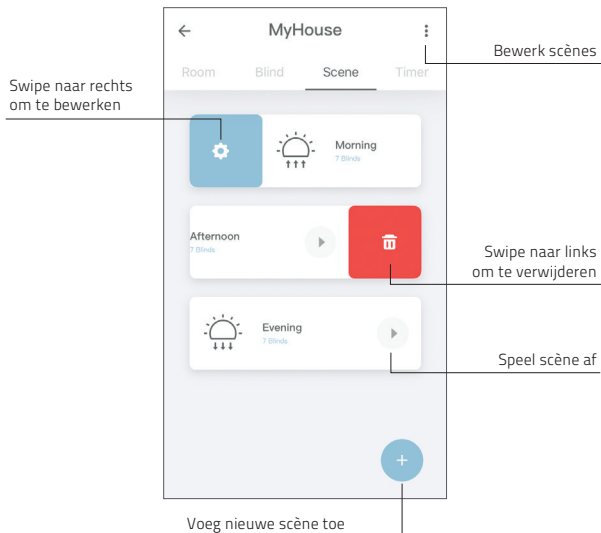 MyHouse
Bewerk scènes
Room Blind Scene Timer
Swipe naar rechts
om te bewerken
Morning
7 Blinds
Afternoon
7 Blinds
Swipe naar links
om te verwijderen
Evening
7 Blinds
Speel scène af
Voeg nieuwe scène toe